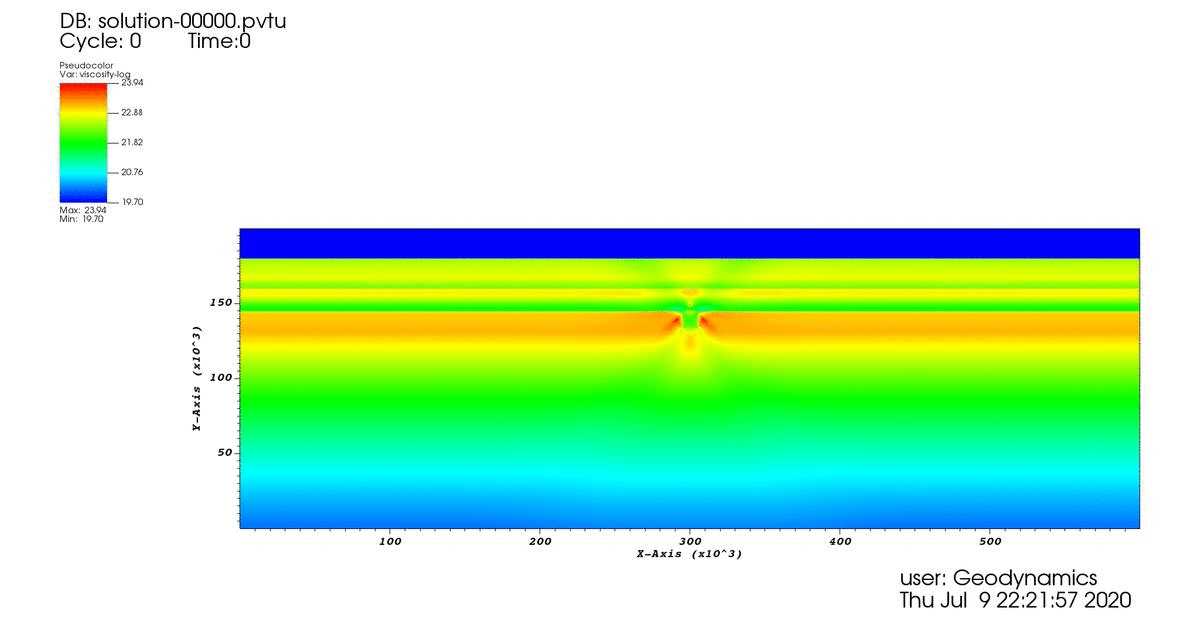 DB: solution-00000.pvtu
Cycle: 0 Time:0
Pseudocolor
Var: viscosity-log
23.94
22.88
21.82
20.76
19.70
Max: 23.94
Min: 19.70
150
100
50
Y-Axis (x10^3)
100 200 300 400 500
X-Axis (x10^3)
user: Geodynamics
Thu Jul 9 22:21:57 2020